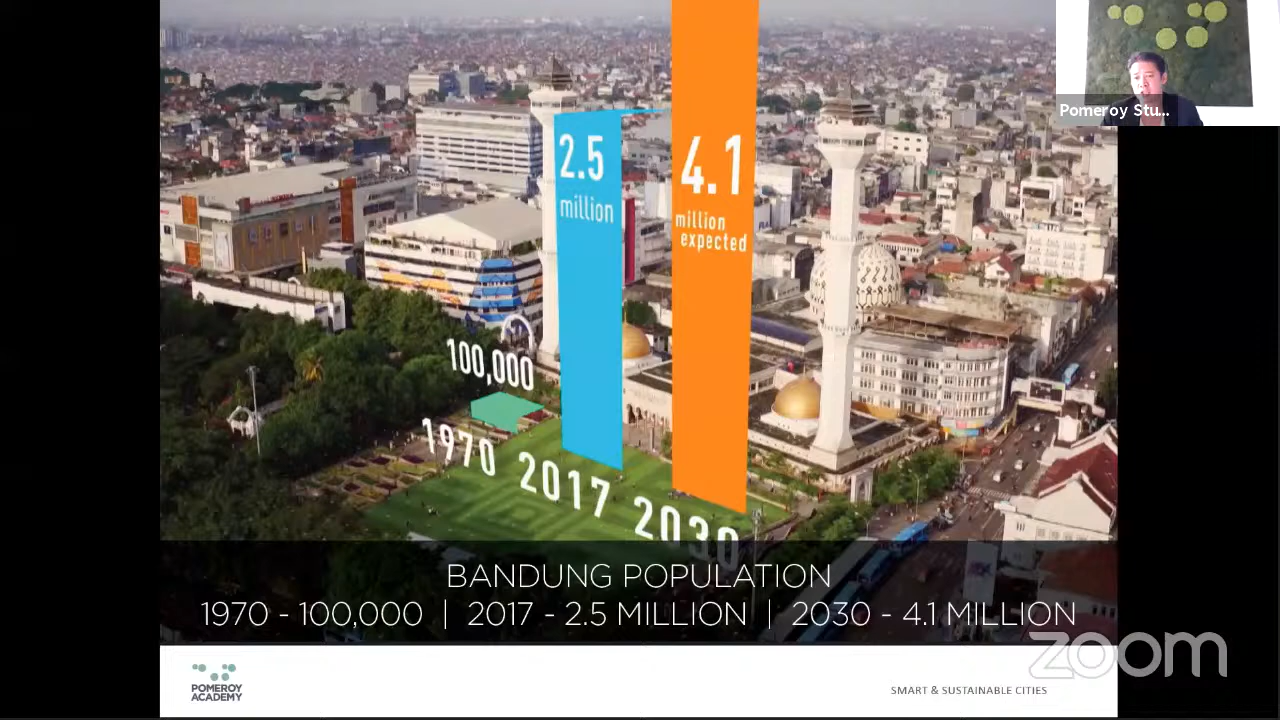 Pomeroy Stu...
2.5
million
4.1
million
expected
100,000
1970
2017
2030
BANDUNG POPULATION
1970 - 100,000 | 2017 - 2.5 MILLION | 2030 - 4.1 MILLION
zoom
POMEROY
ACADEMY
SMART & SUSTAINABLE CITIES